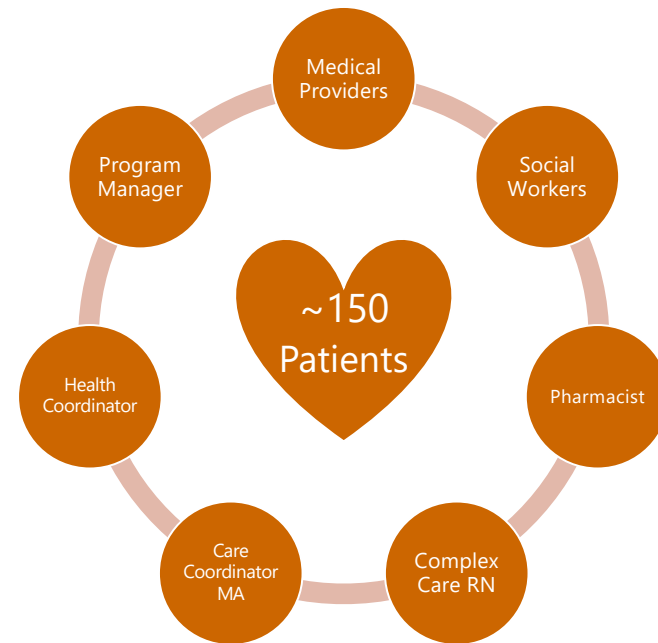 Medical
Providers
Social
Workers
Pharmacist
Complex
Care RN
Care
Coordinator
MA
Health
Coordinator
Program
Manager
~150
Patients